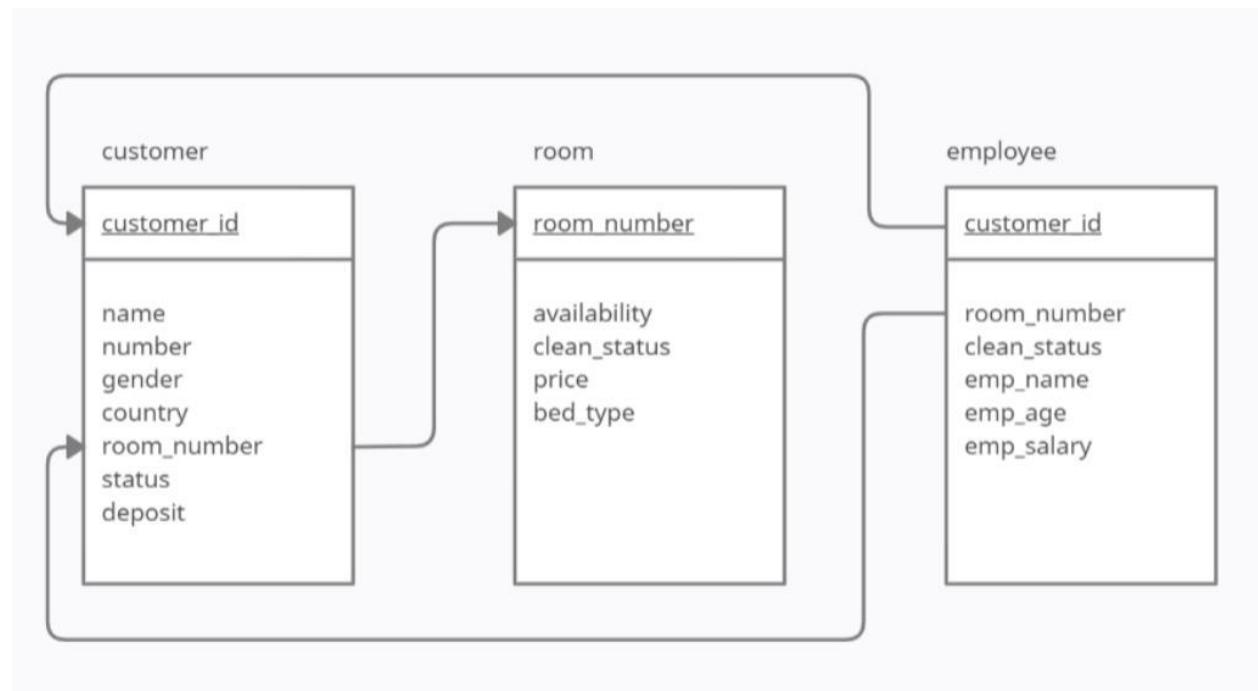 customer
customer_id
name
number
gender
country
room_number
status
deposit
room
room_number
availability
clean_status
price
bed_type
employee
customer_id
room_number
clean_status
emp_name
emp_age
emp_salary